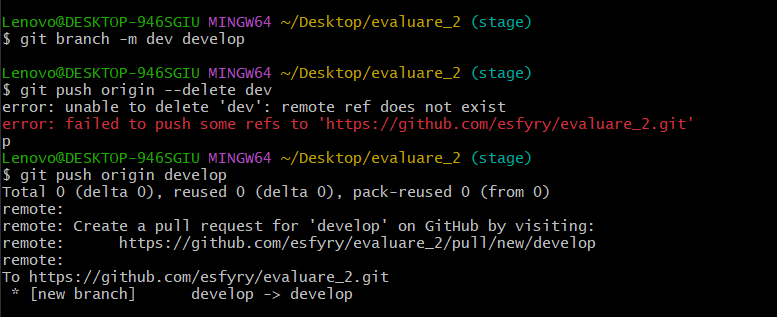 Lenovo@DESKTOP-946SGIU MINGW64 ~/Desktop/evaluare_2 (stage)
$ git branch -m dev develop
Lenovo@DESKTOP-946SGIU MINGW64 ~/Desktop/evaluare_2 (stage)
$ git push origin --delete dev
error: unable to delete 'dev': remote ref does not exist
error: failed to push some refs to 'https://github.com/esfyry/evaluare_2.git'
p
Lenovo@DESKTOP-946SGIU MINGW64 ~/Desktop/evaluare_2 (stage)
$ git push origin develop
Total 0 (delta 0), reused 0 (delta 0), pack-reused 0 (from 0)
remote:
remote: Create a pull request for 'develop' on GitHub by visiting:
remote:      https://github.com/esfyry/evaluare_2/pull/new/develop
remote:
To https://github.com/esfyry/evaluare_2.git
 * [new branch]      develop -> develop